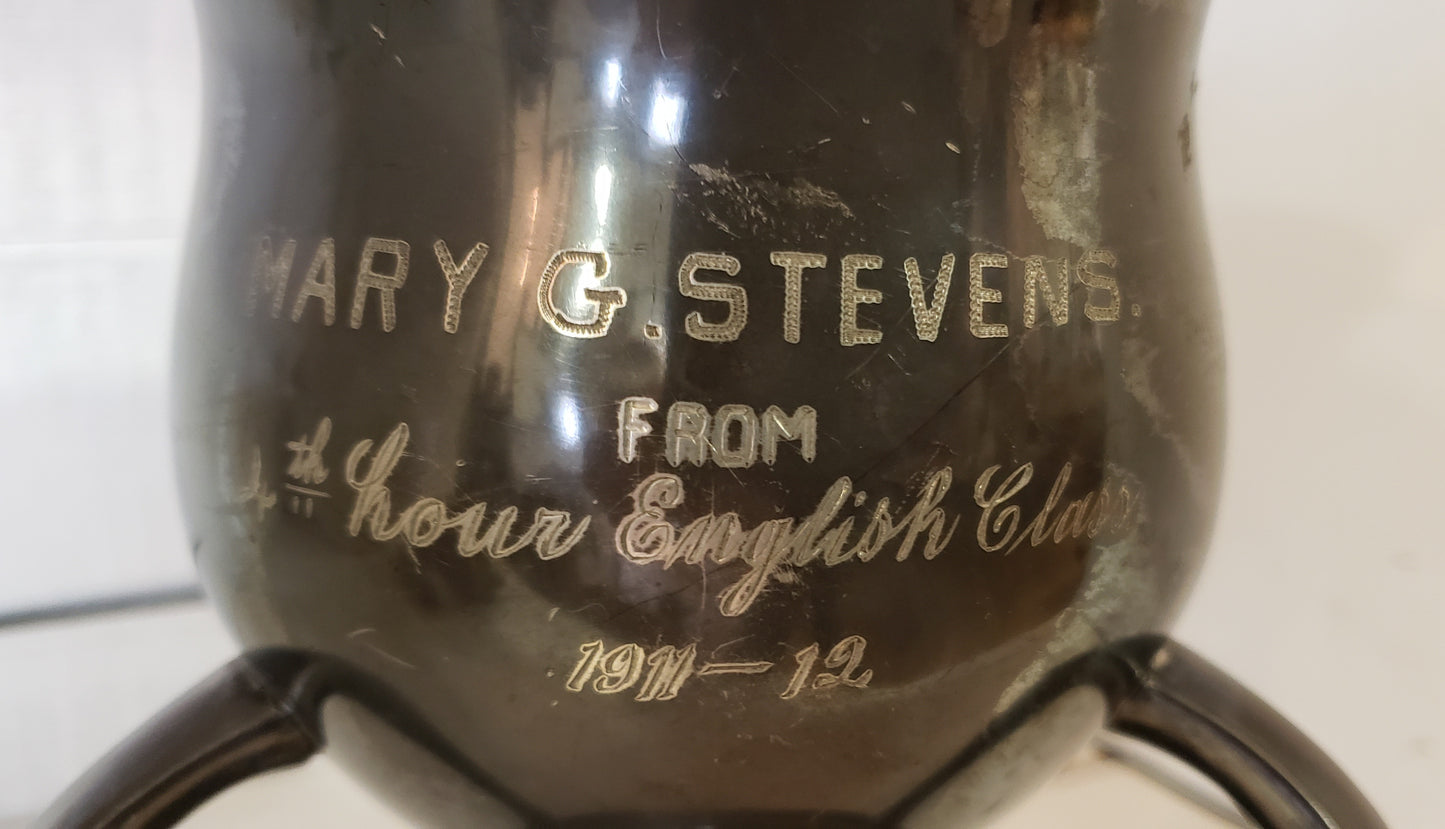 MARY G. STEVENS.
FROM
4th hour English Class
1911-12